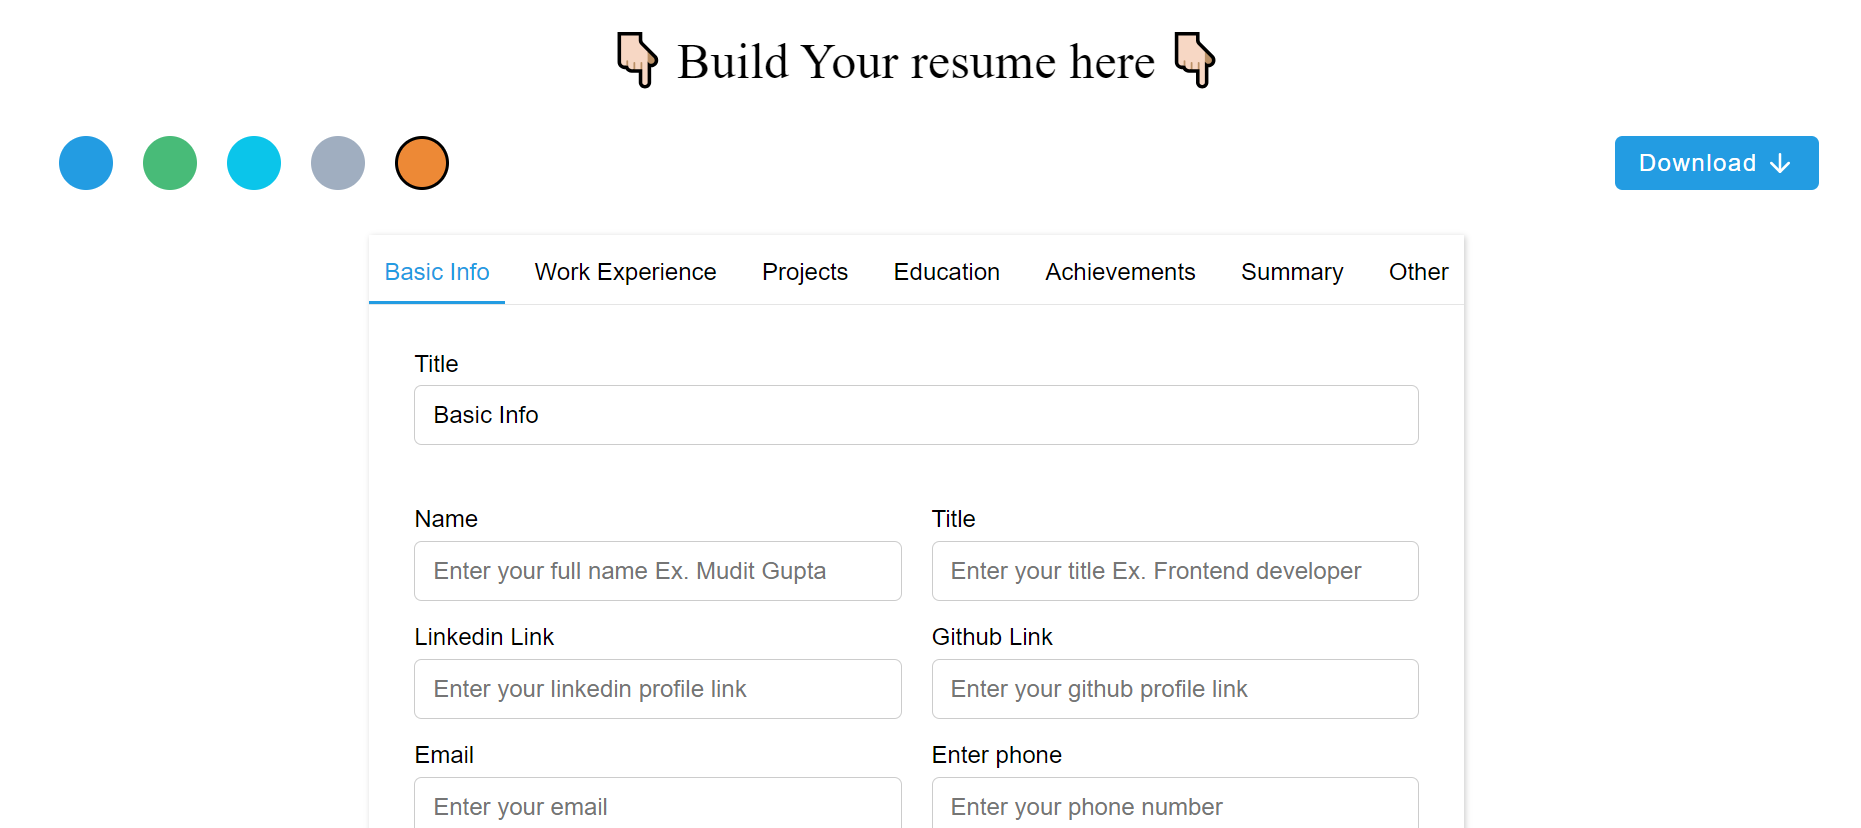 👇🏻 Build Your resume here 👇🏻
Download ↓
Basic Info Work Experience Projects Education Achievements Summary Other
Title
Basic Info
Name Title
Enter your full name Ex. Mudit Gupta Enter your title Ex. Frontend developer
Linkedin Link Github Link
Enter your linkedin profile link Enter your github profile link
Email Enter phone
Enter your email Enter your phone number